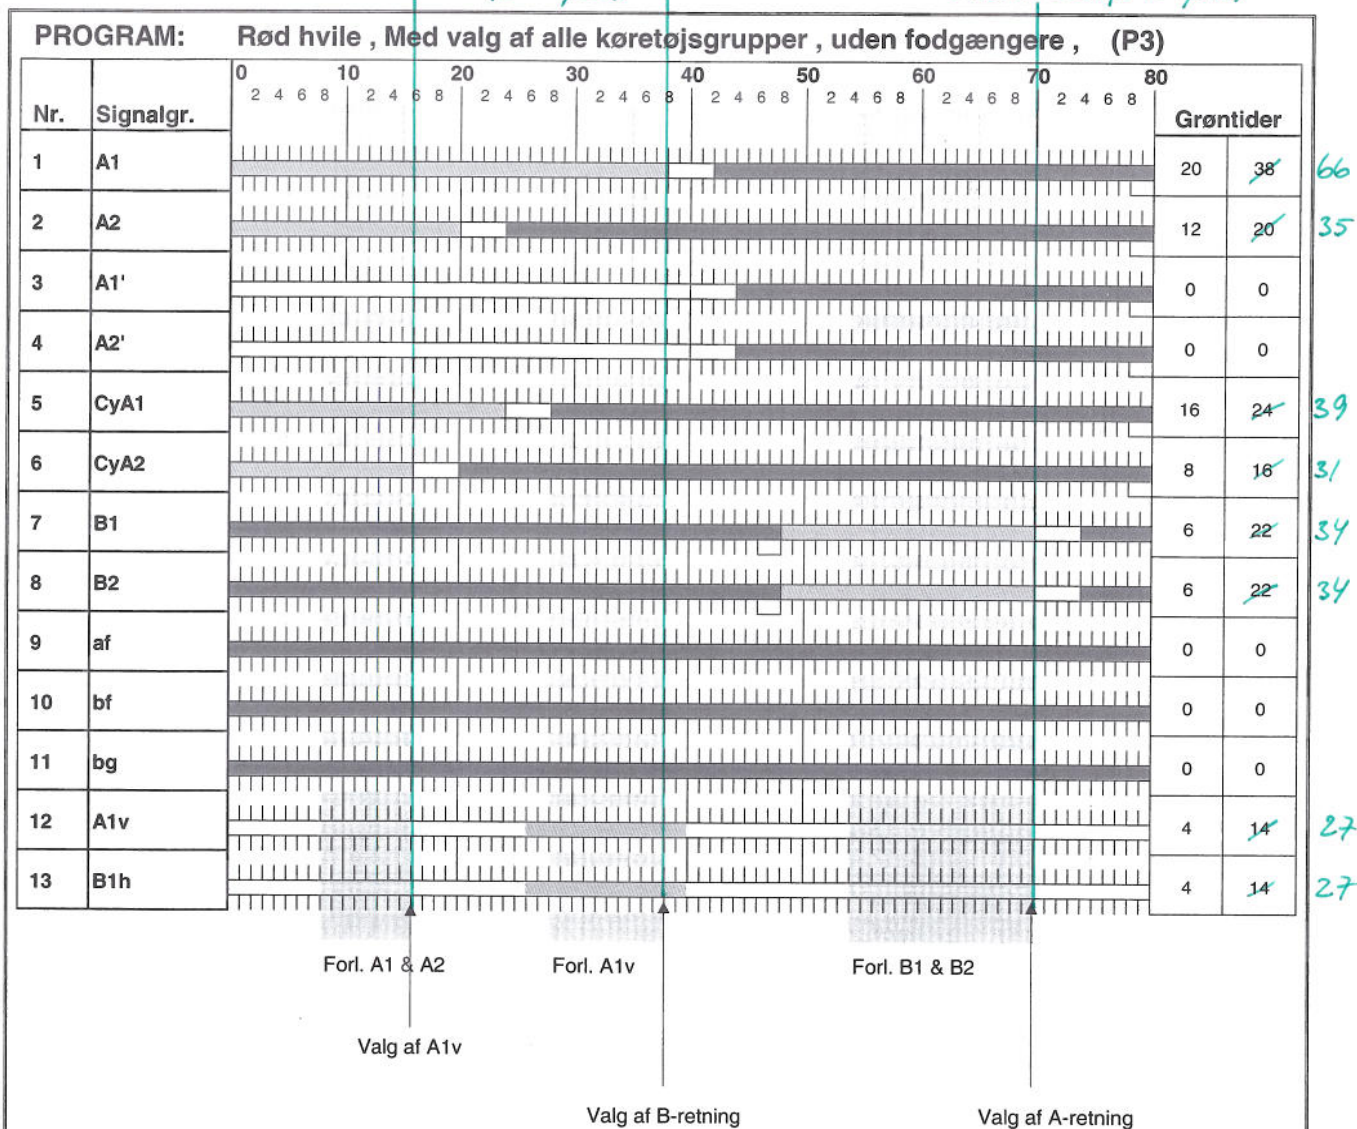 PROGRAM: Rød hvile , Med valg af alle køretøjsgrupper , uden fodgængere , (P3)
0 10 20 30 40 50 60 70 80
Nr. Signalgr. 2 4 6 8 2 4 6 8 2 4 6 8 2 4 6 8 2 4 6 8 2 4 6 8 2 4 6 8 2 4 6 8 Grøntider
1 A1 20 38 66
2 A2 12 20 35
3 A1' 0 0
4 A2' 0 0
5 CyA1 16 24 39
6 CyA2 8 16 31
7 B1 6 22 34
8 B2 6 22 34
9 af 0 0
10 bf 0 0
11 bg 0 0
12 A1v 4 14 27
13 B1h 4 14 27
Forl. A1 & A2 Forl. A1v Forl. B1 & B2
Valg af A1v
Valg af B-retning Valg af A-retning